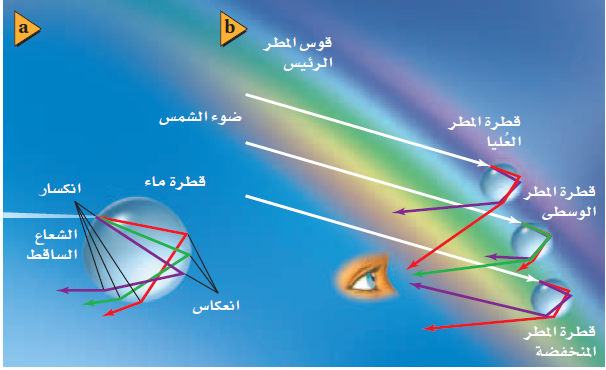 a
b
قوس المطر
الرئيس
ضوء الشمس
قطرة المطر
العُليا
قطرة ماء
انكسار
قطرة المطر
الوسطى
الشعاع
الساقط
انعكاس
قطرة المطر
المنخفضة